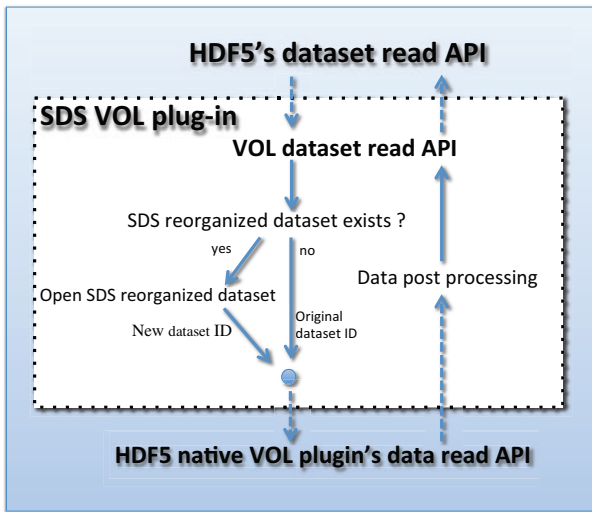 HDF5's dataset read API
SDS VOL plug-in
VOL dataset read API
SDS reorganized dataset exists ?
yes
no
Data post processing
Open SDS reorganized dataset
New dataset ID
Original
dataset ID
HDF5 native VOL plugin's data read API